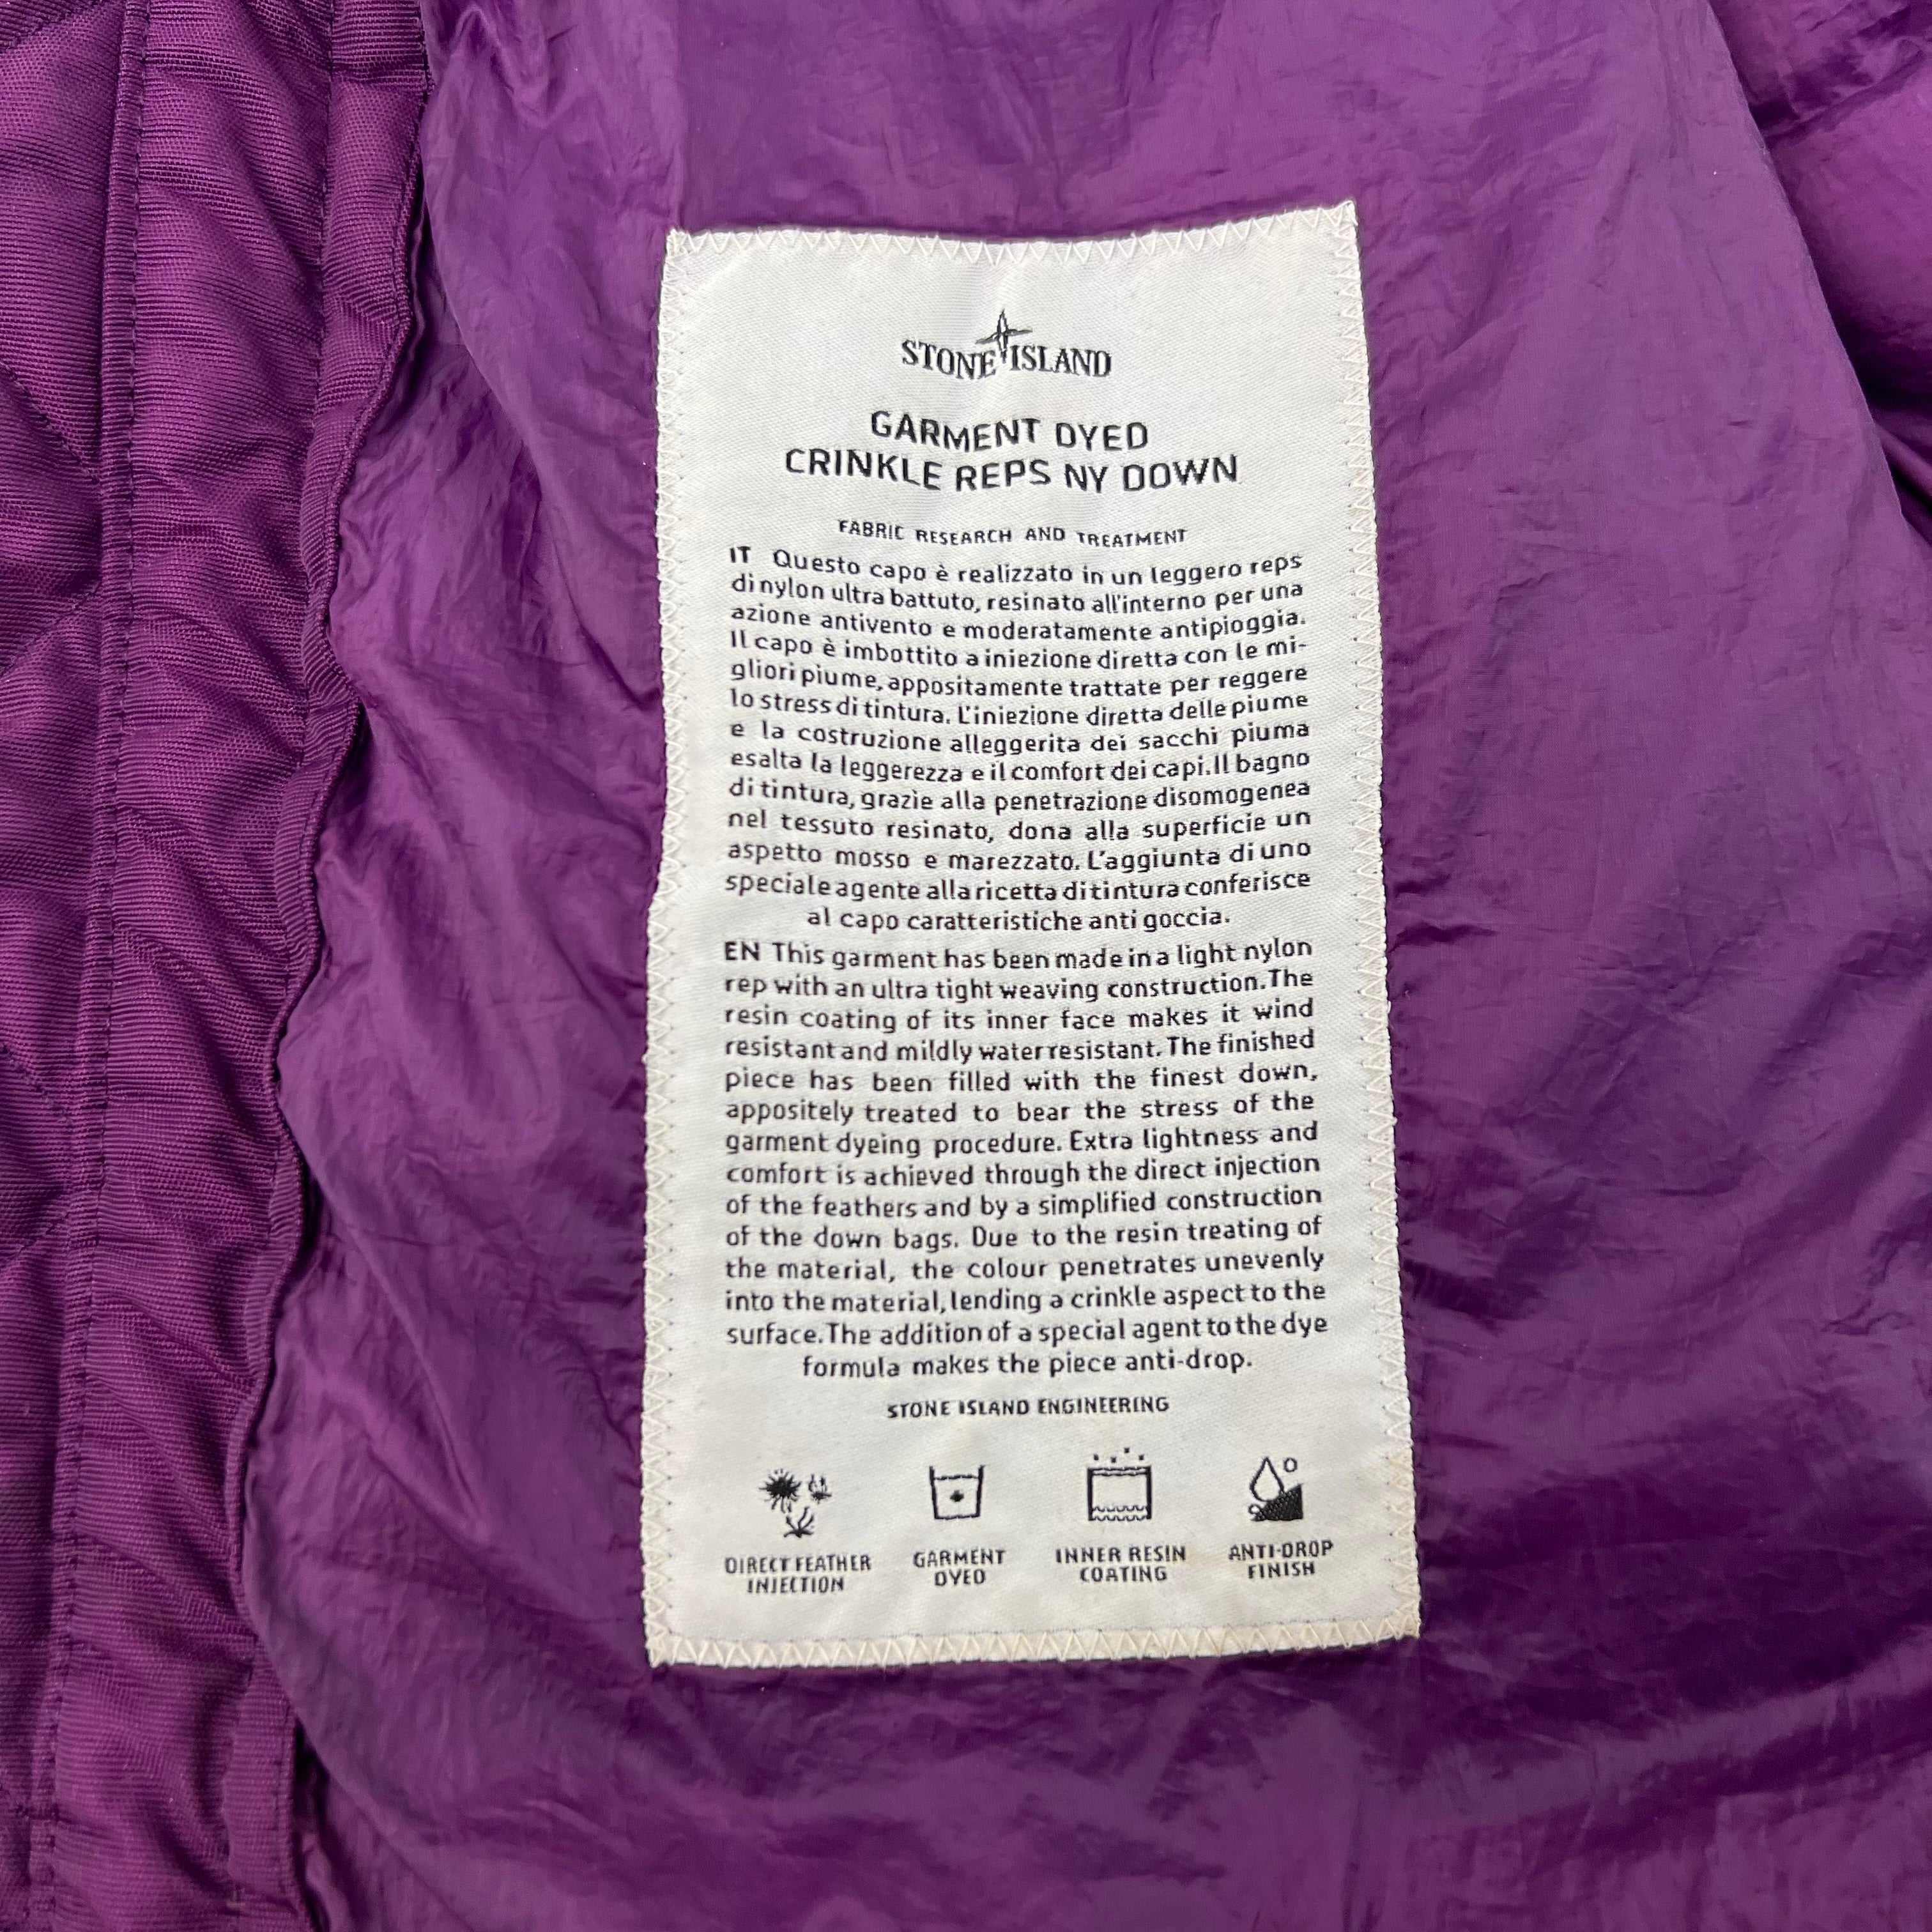 STONE ISLAND
GARMENT DYED
CRINKLE REPS NY DOWN
FABRIC RESEARCH AND TREATMENT
IT Questo capo è realizzato in un leggero reps
di nylon ultra battuto, resinato all'interno per una
azione antivento e moderatamente antipioggia.
Il capo è imbottito a iniezione diretta con le mi-
gliori piume, appositamente trattate per reggere
lo stress di tintura. L'iniezione diretta delle piume
e la costruzione alleggerita dei sacchi piuma
esalta la leggerezza e il comfort dei capi.Il bagno
di tintura, grazie alla penetrazione disomogenea
nel tessuto resinato, dona alla superficie un
aspetto mosso e marezzato. L'aggiunta di uno
speciale agente alla ricetta di tintura conferisce
al capo caratteristiche anti goccia.
EN This garment has been made in a light nylon
rep with an ultra tight weaving construction.The
resin coating of its inner face makes it wind
resistant and mildly water resistant. The finished
piece has been filled with the finest down,
appositely treated to bear the stress of the
garment dyeing procedure. Extra lightness and
comfort is achieved through the direct injection
of the feathers and by a simplified construction
of the down bags. Due to the resin treating of
the material, the colour penetrates unevenly
into the material, lending a crinkle aspect to the
surface.The addition of a special agent to the dye
formula makes the piece anti-drop.
STONE ISLAND ENGINEERING
DIRECT FEATHER GARMENT INNER RESIN ANTI-DROP
INJECTION DYED COATING FINISH